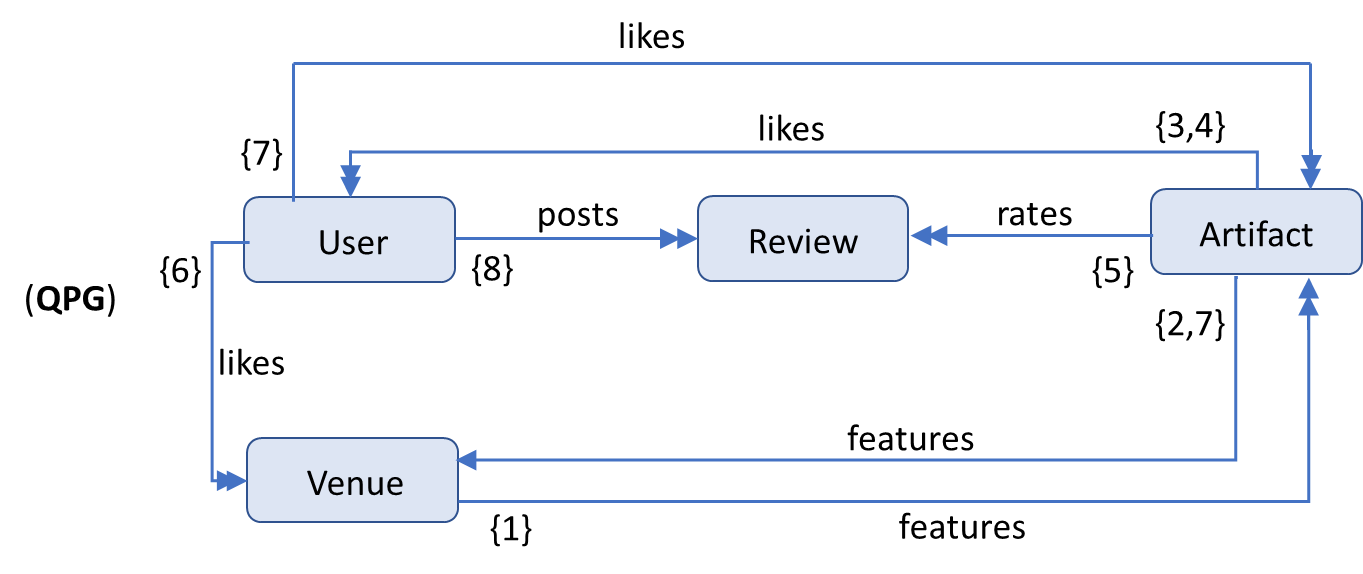 likes
likes
{3,4}
{7}
posts
rates
User
Review
Artifact
{6}
{8}
{5}
(QPG)
{2,7}
likes
features
Venue
{1}
features